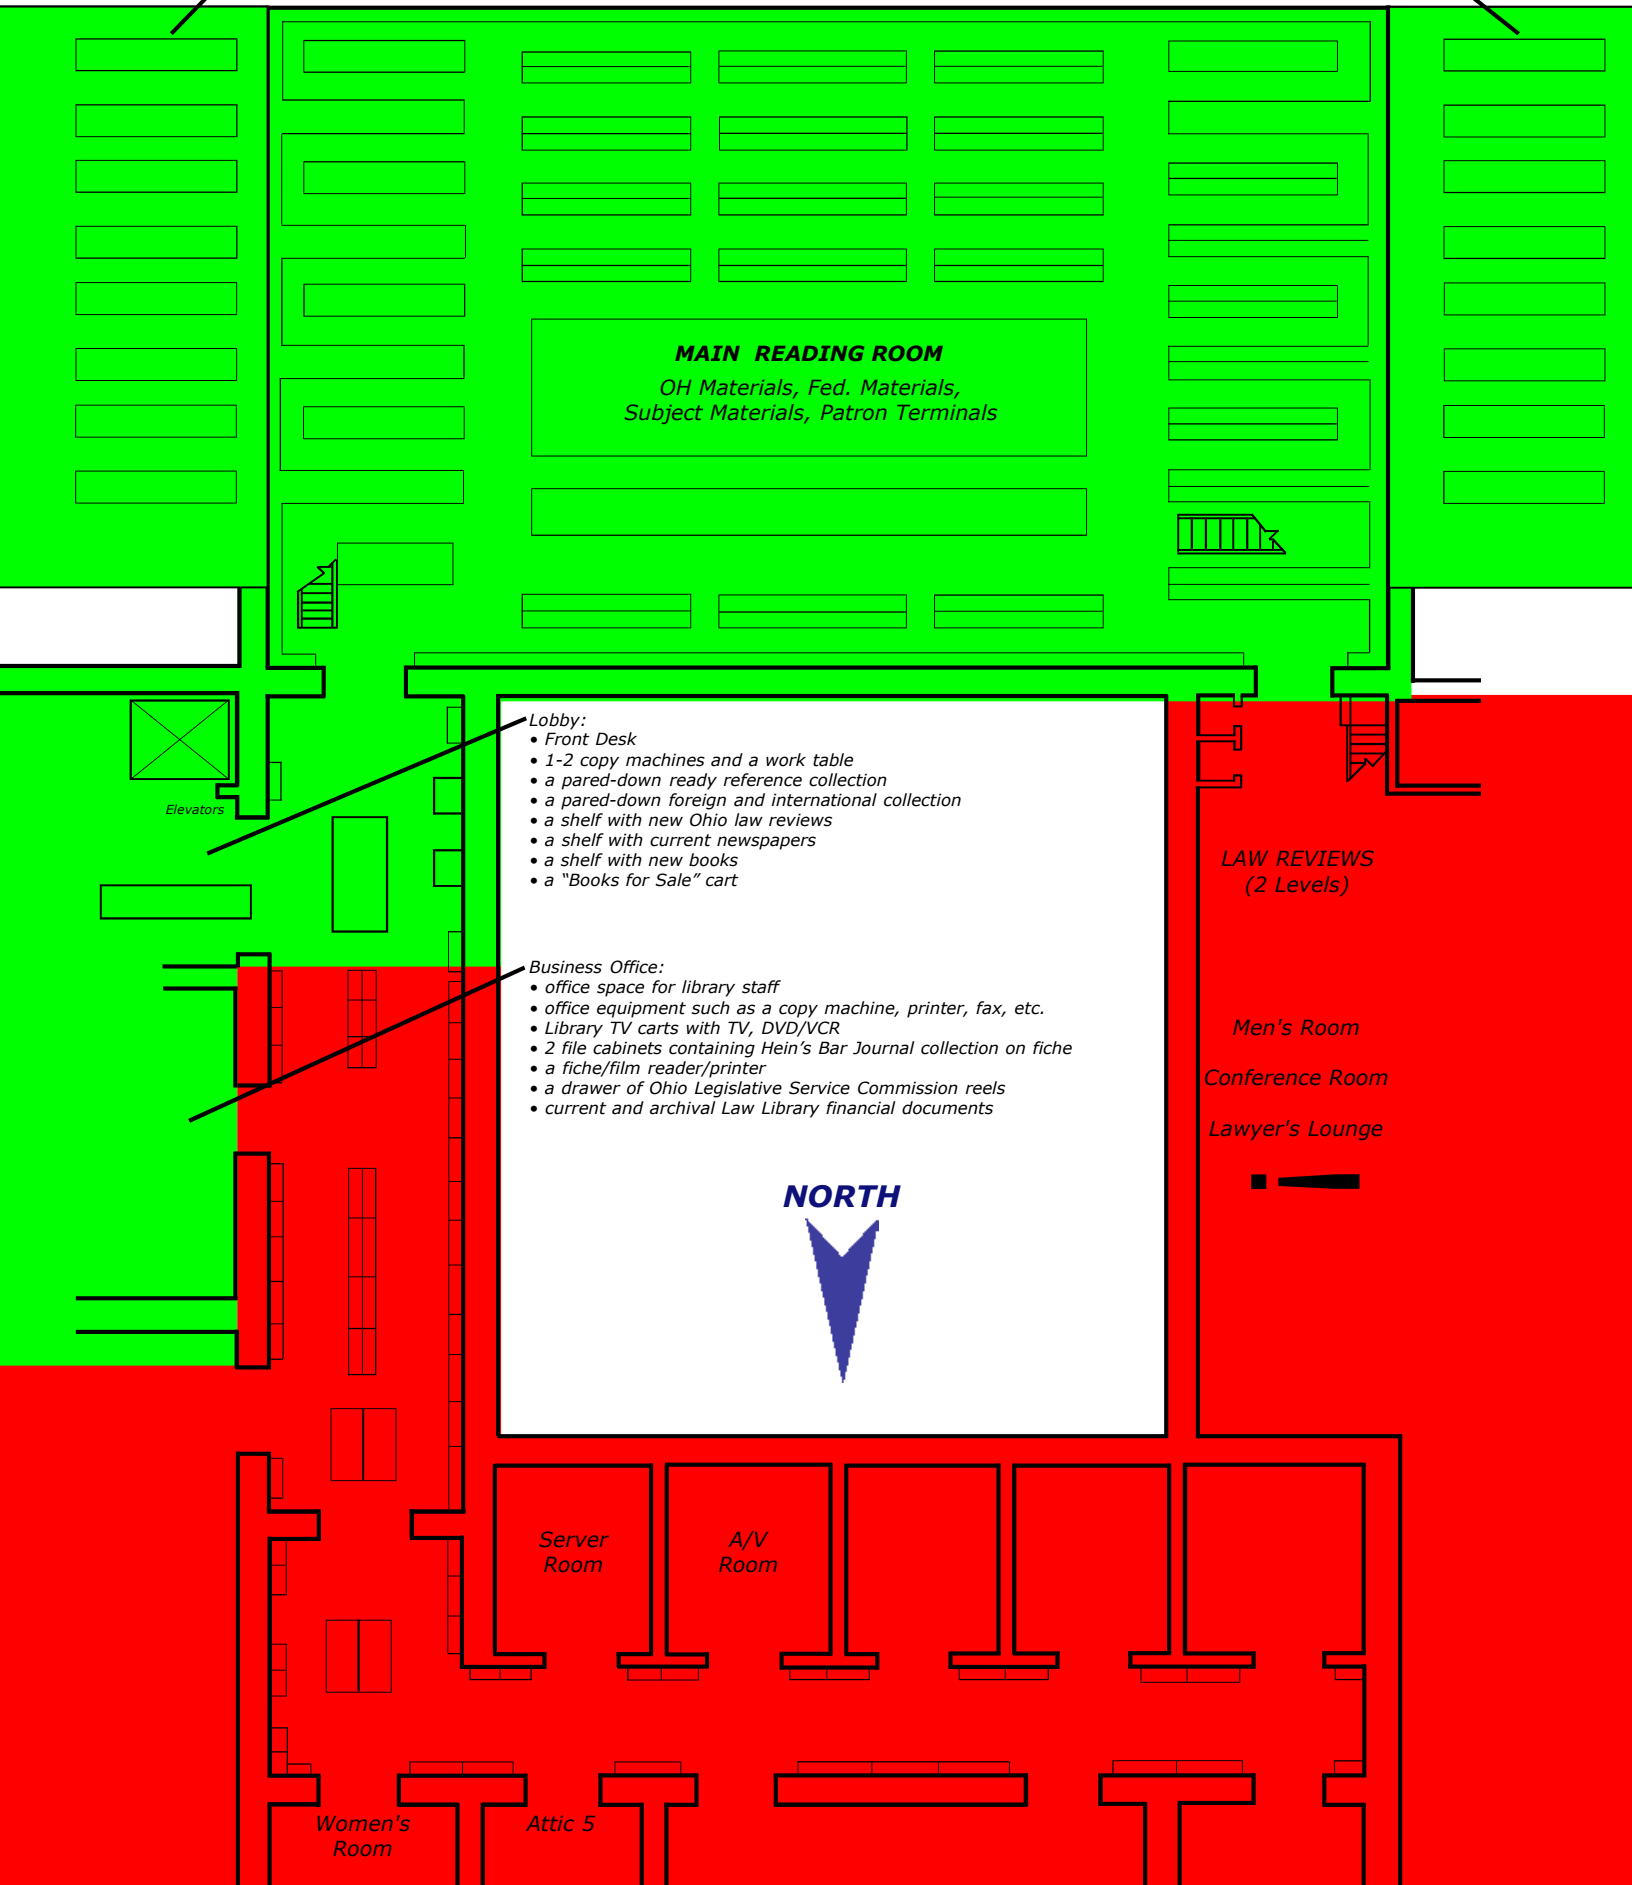 MAIN READING ROOM
OH Materials, Fed. Materials,
Subject Materials, Patron Terminals
Lobby:
• Front Desk
• 1-2 copy machines and a work table
• a pared-down ready reference collection
• a pared-down foreign and international collection
• a shelf with new Ohio law reviews
• a shelf with current newspapers
• a shelf with new books
• a “Books for Sale” cart
Elevators
LAW REVIEWS
(2 Levels)
Business Office:
• office space for library staff
• office equipment such as a copy machine, printer, fax, etc.
• Library TV carts with TV, DVD/VCR
• 2 file cabinets containing Hein’s Bar Journal collection on fiche
• a fiche/film reader/printer
• a drawer of Ohio Legislative Service Commission reels
• current and archival Law Library financial documents
Men's Room
Conference Room
Lawyer's Lounge
NORTH
Server
Room
A/V
Room
Women's
Room
Attic 5